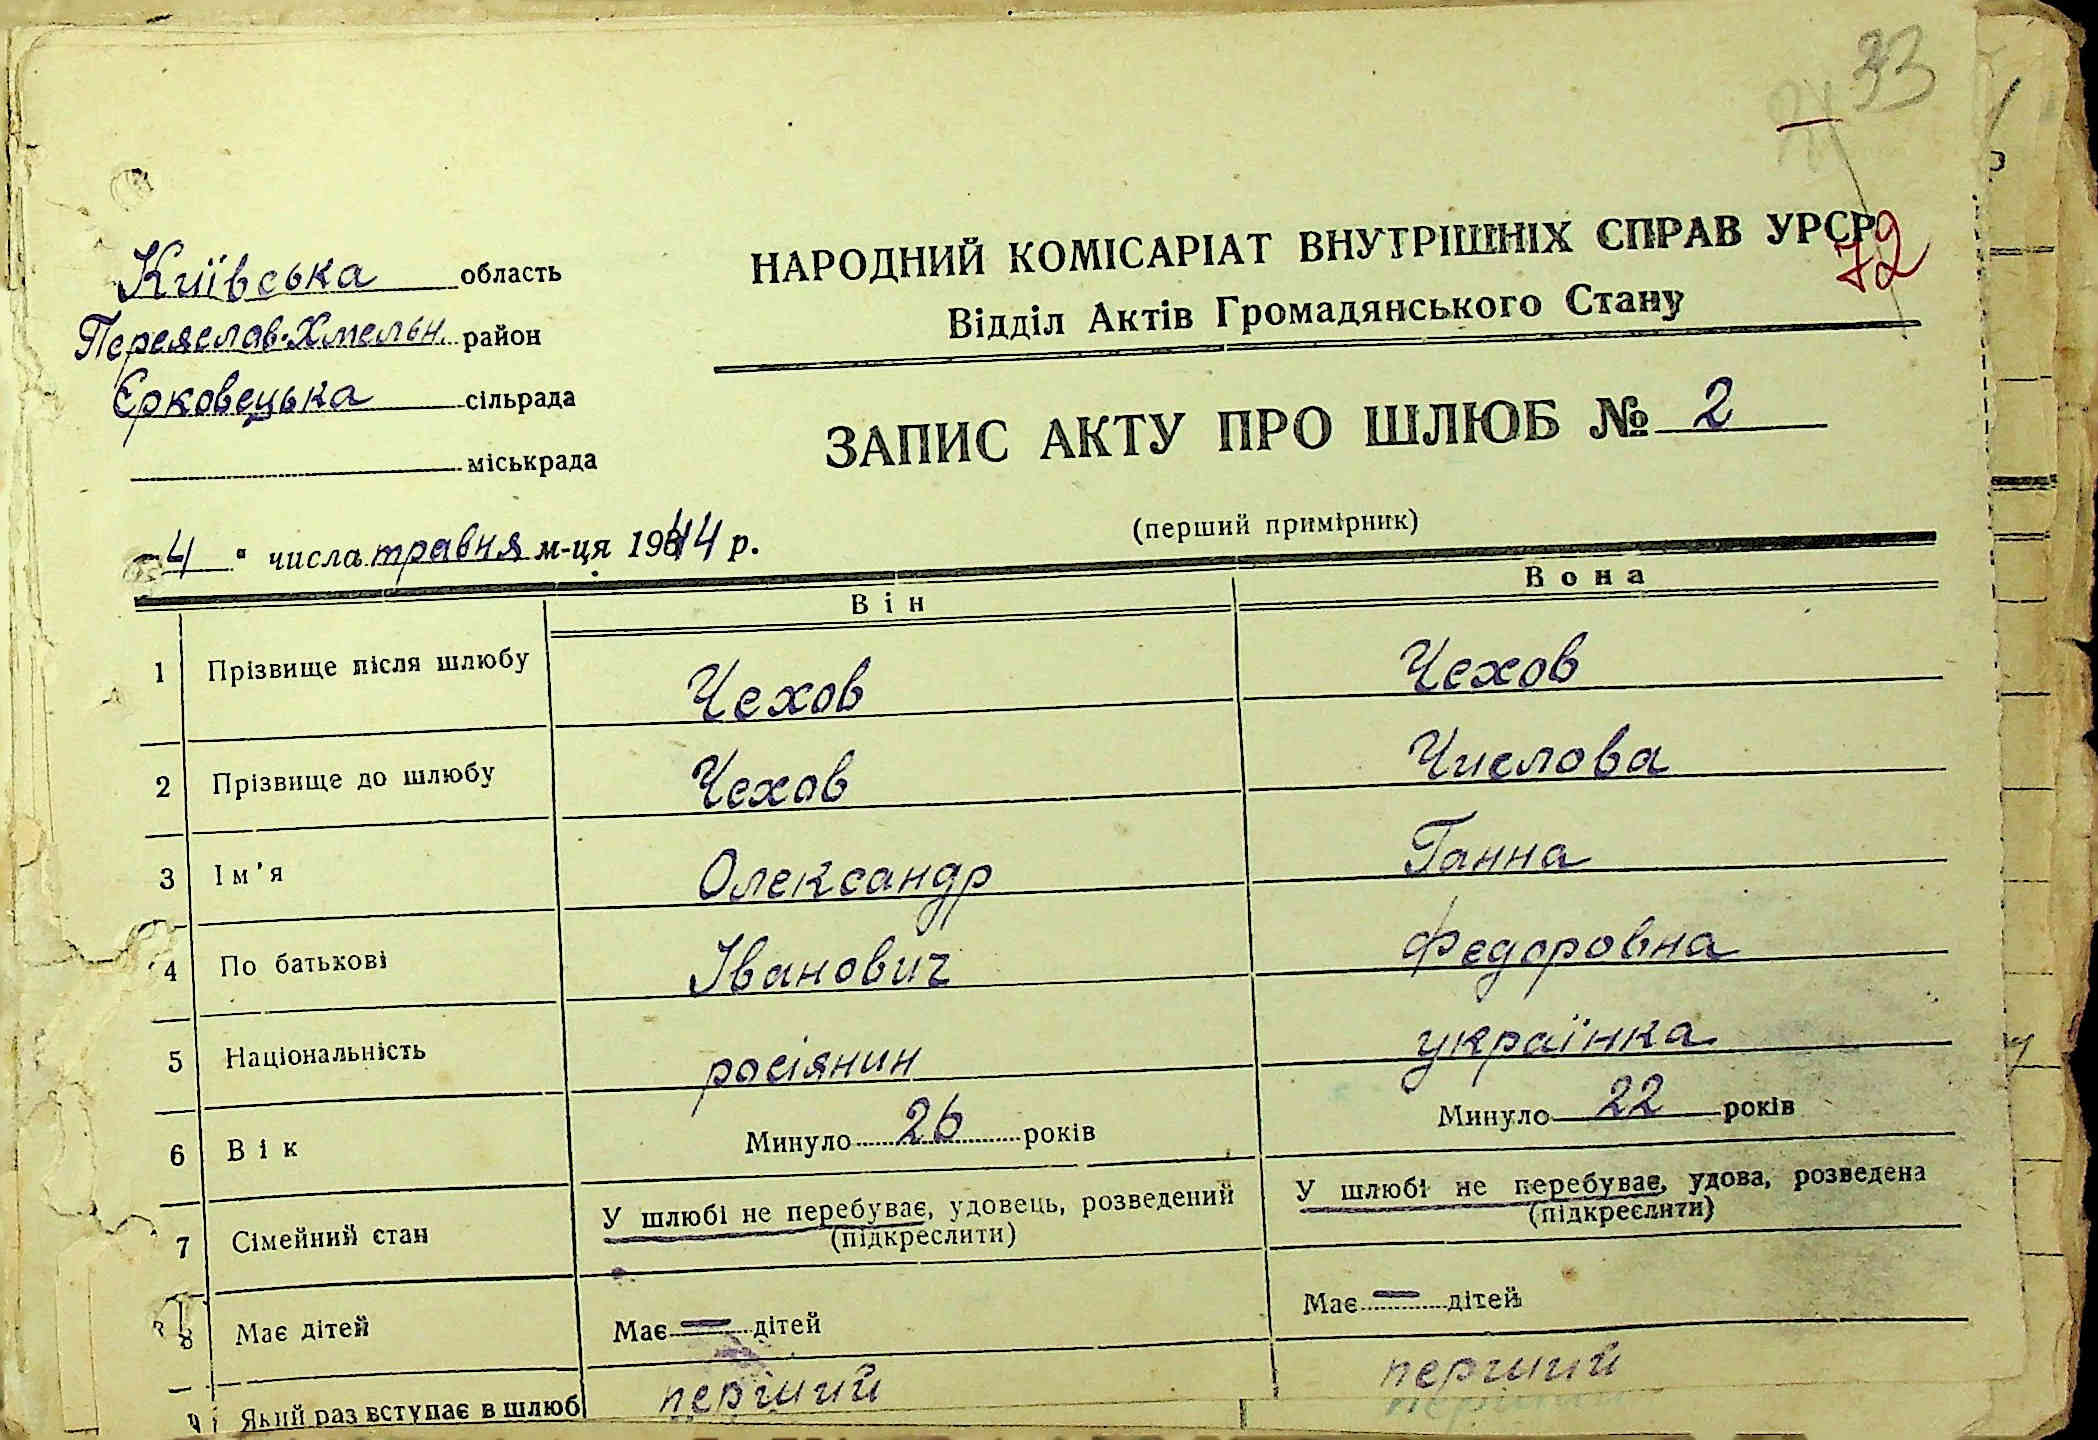 33
72
Київська область
Переяслав-Хмельн. район
Єрковецька сільрада
міськрада
НАРОДНИЙ КОМІСАРІАТ ВНУТРІШНІХ СПРАВ УРСР
Відділ Актів Громадянського Стану
ЗАПИС АКТУ ПРО ШЛЮБ № 2
(перший примірник)
„4" числа травня м-ця 1944 р.
Він Вона
1 Прізвище після шлюбу Чехов Чехов
2 Прізвище до шлюбу Чехов Числова
3 Ім'я Олександр Ганна
4 По батькові Іванович Федоровна
5 Національність росіянин українка
6 Вік Минуло 26 років Минуло 22 років
7 Сімейний стан У шлюбі не перебуває, удовець, розведений У шлюбі не перебуває, удова, розведена
(підкреслити) (підкреслити)
8 Має дітей Має — дітей Має — дітей
9 Який раз вступає в шлюб перший перший